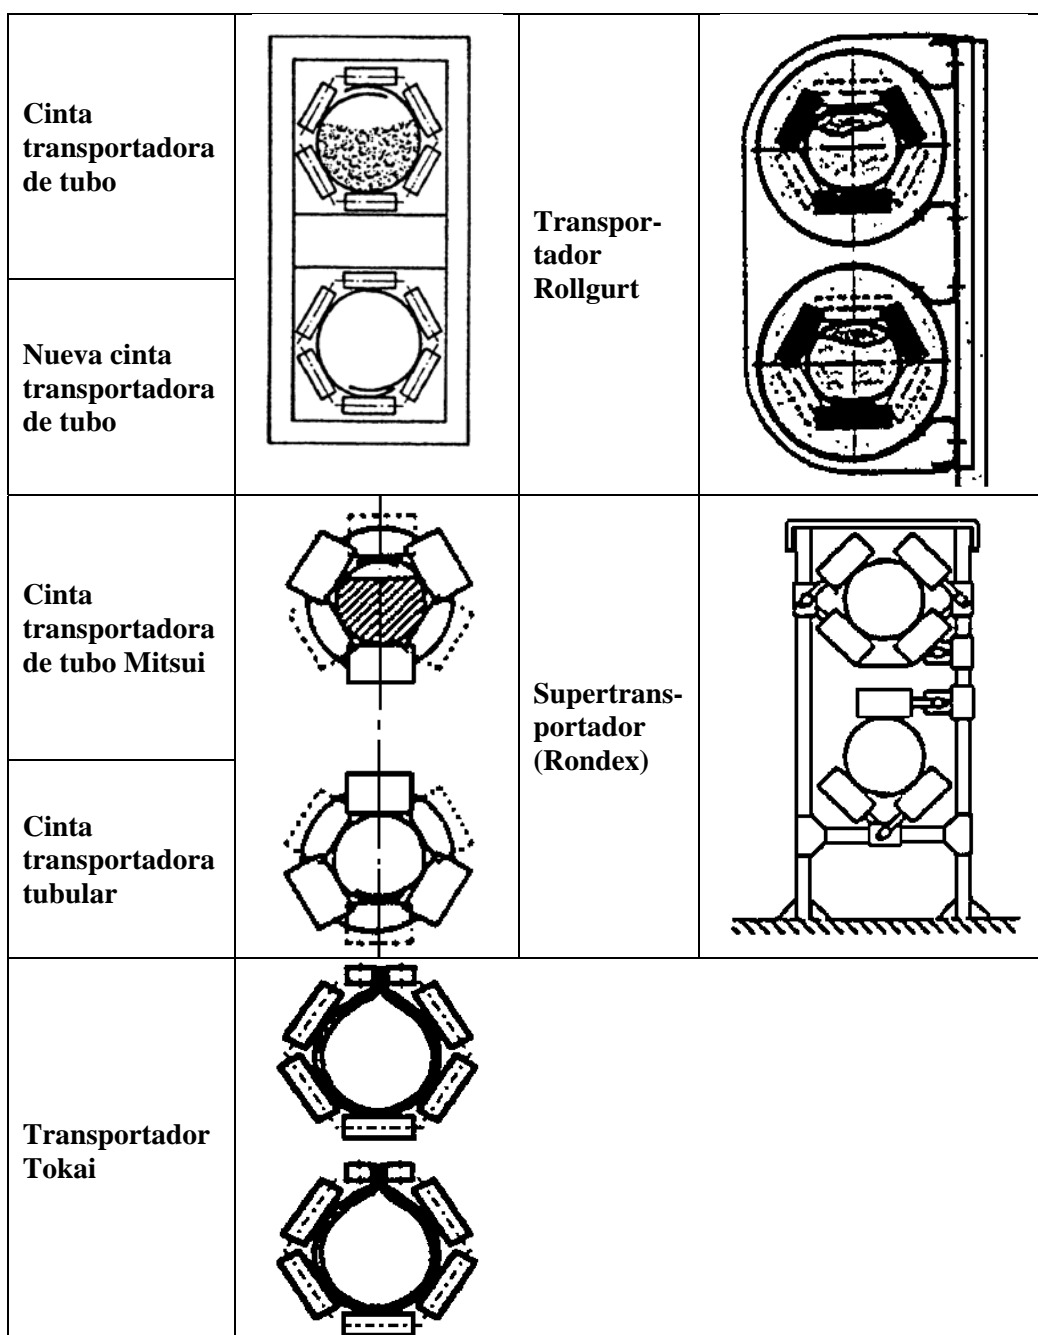 Cinta
transportadora
de tubo
Nueva cinta
transportadora
de tubo
Transpor-
tador
Rollgurt
Cinta
transportadora
de tubo Mitsui
Cinta
transportadora
tubular
Supertrans-
portador
(Rondex)
Transportador
Tokai